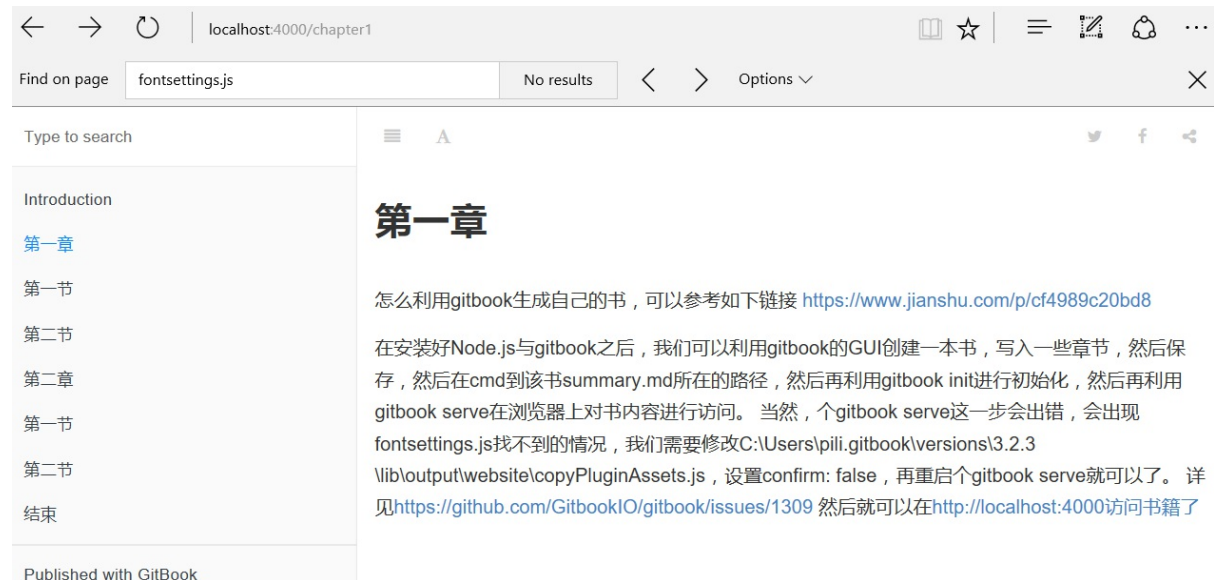 localhost:4000/chapter1
Find on page
fontsettings.js
No results
Options
Type to search
A
Introduction
第一章
第一节
第二节
第二章
第一节
第二节
结束
Published with GitBook
第一章
怎么利用gitbook生成自己的书，可以参考如下链接 https://www.jianshu.com/p/cf4989c20bd8
在安装好Node.js与gitbook之后，我们可以利用gitbook的GUI创建一本书，写入一些章节，然后保
存，然后在cmd到该书summary.md所在的路径，然后再利用gitbook init进行初始化，然后再利用
gitbook serve在浏览器上对书内容进行访问。 当然，个gitbook serve这一步会出错，会出现
fontsettings.js找不到的情况，我们需要修改C:\Users\pili.gitbook\versions\3.2.3
\lib\output\website\copyPluginAssets.js，设置confirm: false，再重启个gitbook serve就可以了。 详
见https://github.com/GitbookIO/gitbook/issues/1309 然后就可以在http://localhost:4000访问书籍了